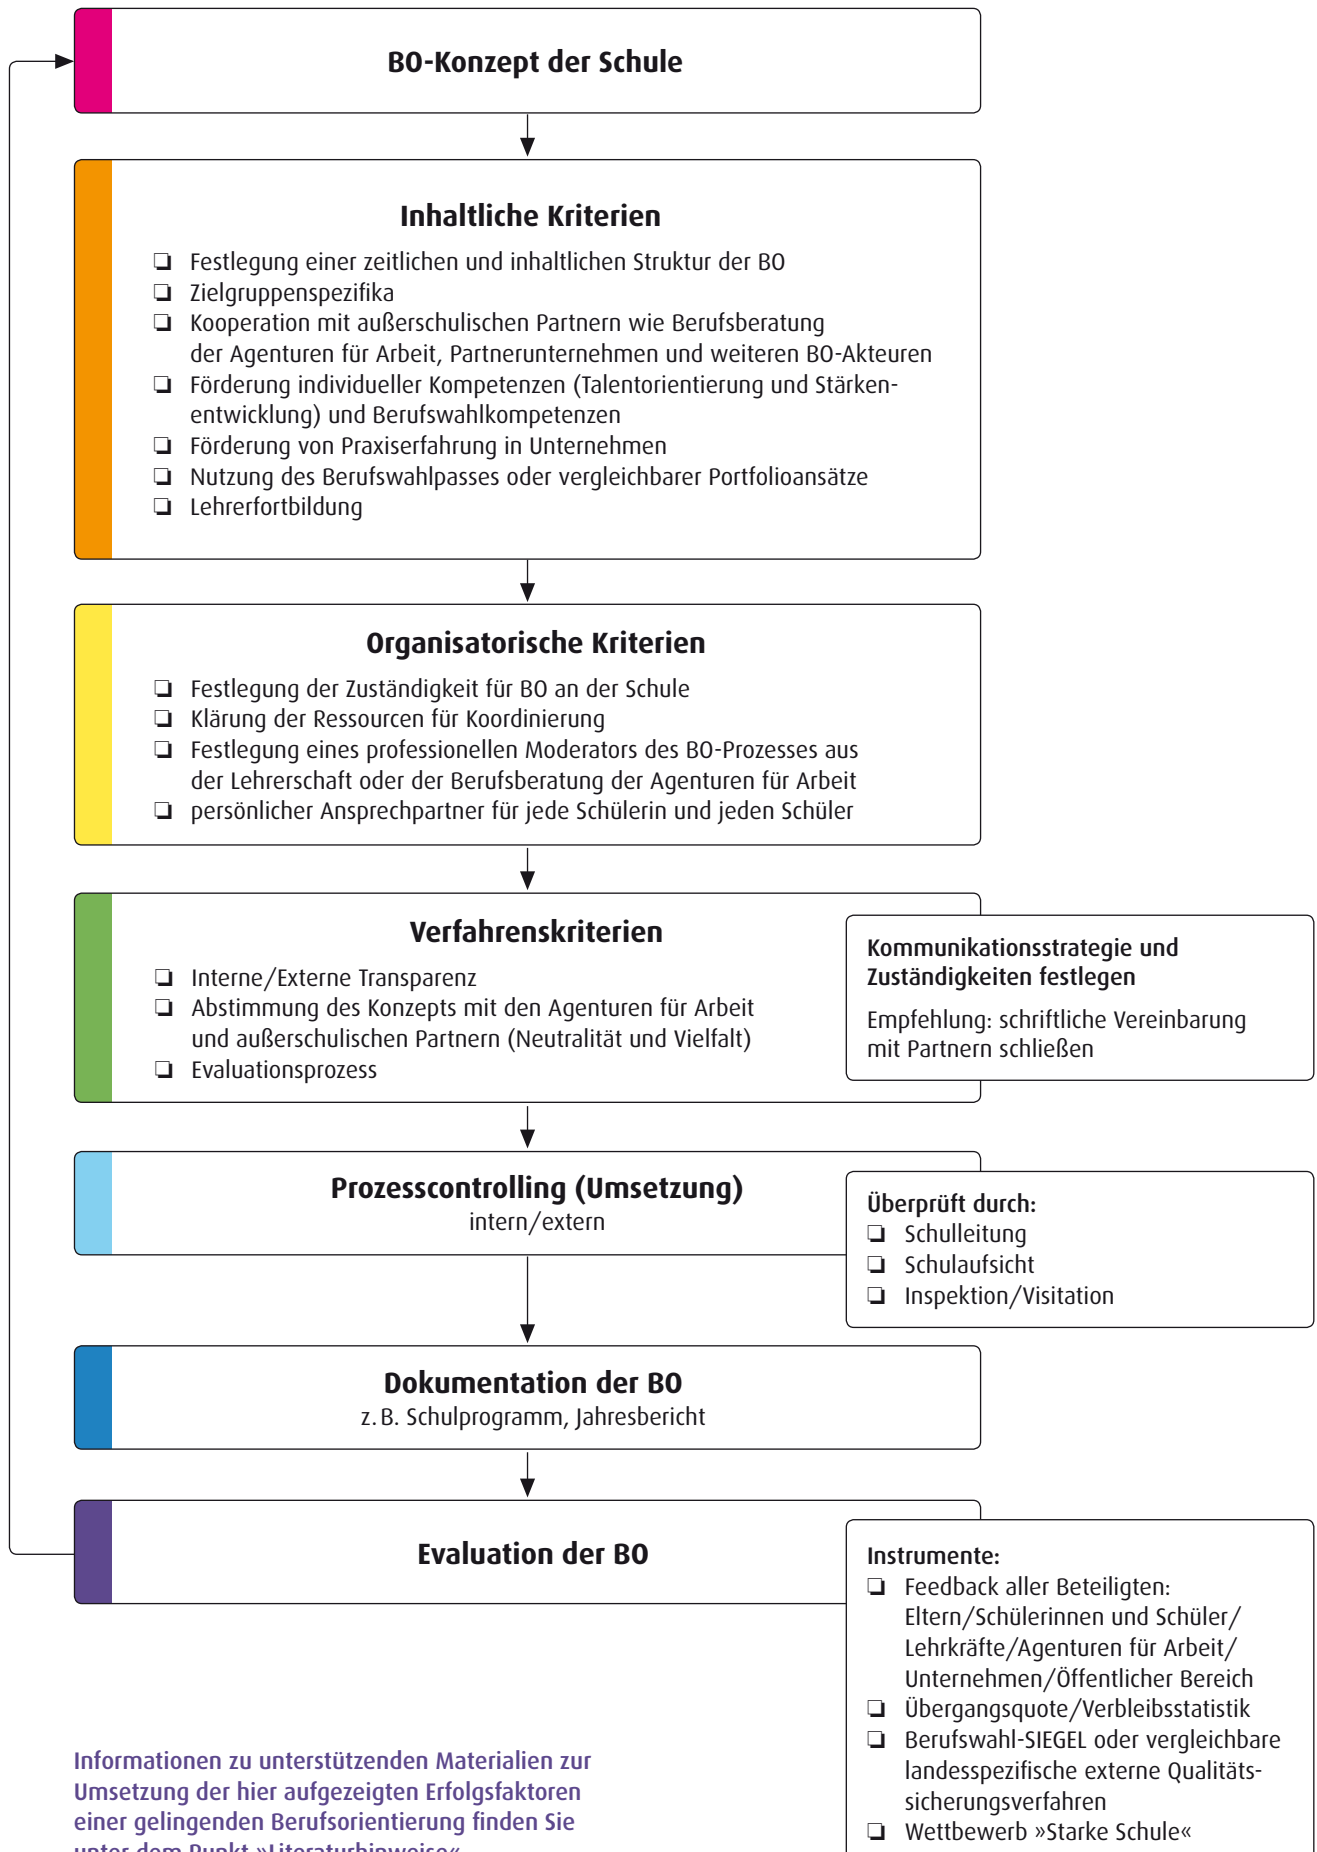 BO-Konzept der Schule
Inhaltliche Kriterien
❏ Festlegung einer zeitlichen und inhaltlichen Struktur der BO
❏ Zielgruppenspezifika
❏ Kooperation mit außerschulischen Partnern wie Berufsberatung
der Agenturen für Arbeit, Partnerunternehmen und weiteren BO-Akteuren
❏ Förderung individueller Kompetenzen (Talentorientierung und Stärken-
entwicklung) und Berufswahlkompetenzen
❏ Förderung von Praxiserfahrung in Unternehmen
❏ Nutzung des Berufswahlpasses oder vergleichbarer Portfolioansätze
❏ Lehrerfortbildung
Organisatorische Kriterien
❏ Festlegung der Zuständigkeit für BO an der Schule
❏ Klärung der Ressourcen für Koordinierung
❏ Festlegung eines professionellen Moderators des BO-Prozesses aus
der Lehrerschaft oder der Berufsberatung der Agenturen für Arbeit
❏ persönlicher Ansprechpartner für jede Schülerin und jeden Schüler
Verfahrenskriterien
❏ Interne/Externe Transparenz
❏ Abstimmung des Konzepts mit den Agenturen für Arbeit
und außerschulischen Partnern (Neutralität und Vielfalt)
❏ Evaluationsprozess
Kommunikationsstrategie und
Zuständigkeiten festlegen
Empfehlung: schriftliche Vereinbarung
mit Partnern schließen
Prozesscontrolling (Umsetzung)
intern/extern
Überprüft durch:
❏ Schulleitung
❏ Schulaufsicht
❏ Inspektion/Visitation
Dokumentation der BO
z. B. Schulprogramm, Jahresbericht
Evaluation der BO
Instrumente:
❏ Feedback aller Beteiligten:
Eltern/Schülerinnen und Schüler/
Lehrkräfte/Agenturen für Arbeit/
Unternehmen/Öffentlicher Bereich
❏ Übergangsquote/Verbleibsstatistik
❏ Berufswahl-SIEGEL oder vergleichbare
landesspezifische externe Qualitäts-
sicherungsverfahren
❏ Wettbewerb »Starke Schule«
Informationen zu unterstützenden Materialien zur
Umsetzung der hier aufgezeigten Erfolgsfaktoren
einer gelingenden Berufsorientierung finden Sie
unter dem Punkt »Literaturhinweise«